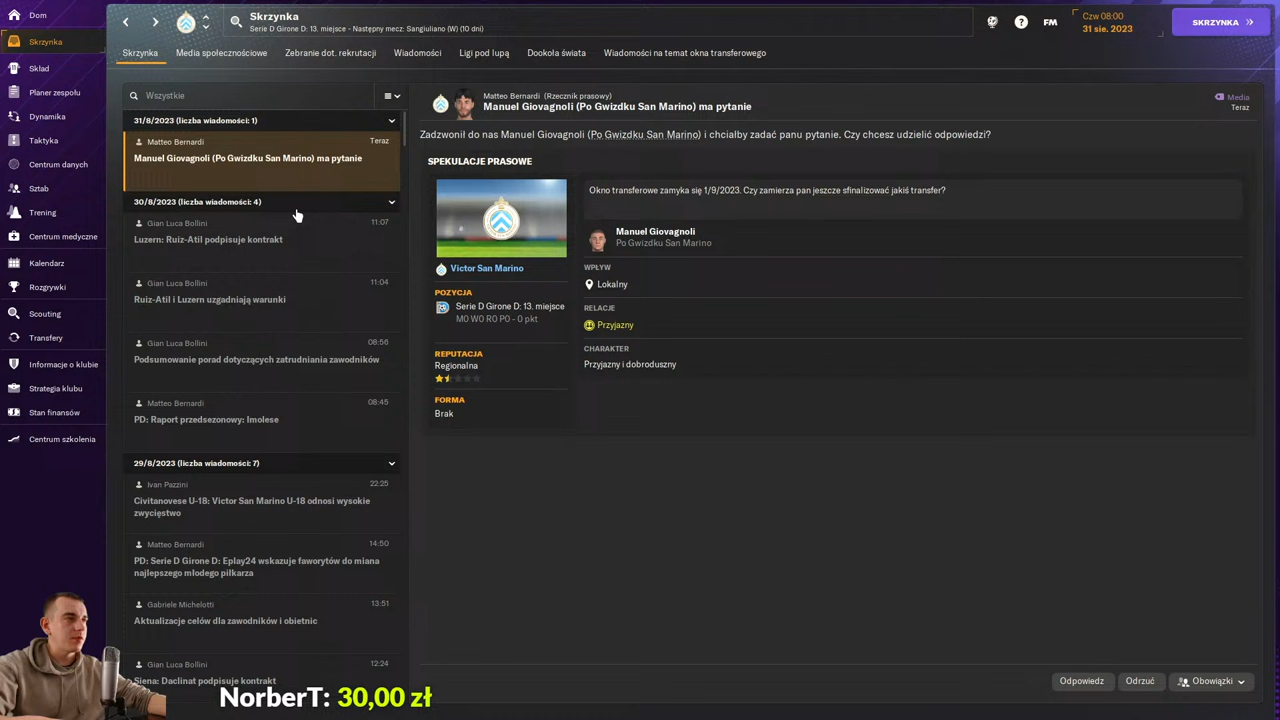 Dom
Skrzynka
Skład
Planer zespołu
Dynamika
Taktyka
Centrum danych
Sztab
Trening
Centrum medyczne
Kalendarz
Rozgrywki
Scouting
Transfery
Informacje o klubie
Strategia klubu
Stan finansów
Centrum szkolenia
Skrzynka
Serie D Girone D: 13. miejsce - Następny mecz: Sangiuliano (W) (10 dni)
FM
Czw 08:00
31 sie. 2023
SKRZYNKA
Skrzynka
Media społecznościowe
Zebranie dot. rekrutacji
Wiadomości
Ligi pod lupą
Dookoła świata
Wiadomości na temat okna transferowego
Wszystkie
31/8/2023 (liczba wiadomości: 1)
Matteo Bernardi
Teraz
Manuel Giovagnoli (Po Gwizdku San Marino) ma pytanie
30/8/2023 (liczba wiadomości: 4)
Gian Luca Bollini
11:07
Luzern: Ruiz-Atil podpisuje kontrakt
Gian Luca Bollini
11:04
Ruiz-Atil i Luzern uzgadniają warunki
Gian Luca Bollini
08:56
Podsumowanie porad dotyczących zatrudniania zawodników
Matteo Bernardi
08:45
PD: Raport przedsezonowy: Imolese
29/8/2023 (liczba wiadomości: 7)
Ivan Pazzini
22:25
Civitanovese U-18: Victor San Marino U-18 odnosi wysokie
zwycięstwo
Matteo Bernardi
14:50
PD: Serie D Girone D: Eplay24 wskazuje faworytów do miana
najlepszego młodego piłkarza
Gabriele Michelotti
13:51
Aktualizacje celów dla zawodników i obietnic
Gian Luca Bollini
12:24
Siena: Daclinat podpisuje kontrakt
Matteo Bernardi (Rzecznik prasowy)
Manuel Giovagnoli (Po Gwizdku San Marino) ma pytanie
Media
Teraz
Zadzwonił do nas Manuel Giovagnoli (Po Gwizdku San Marino) i chciałby zadać panu pytanie. Czy chcesz udzielić odpowiedzi?
SPEKULACJE PRASOWE
Victor San Marino
POZYCJA
Serie D Girone D: 13. miejsce
M0 W0 R0 P0 - 0 pkt
REPUTACJA
Regionalna
FORMA
Brak
Okno transferowe zamyka się 1/9/2023. Czy zamierza pan jeszcze sfinalizować jakiś transfer?
Manuel Giovagnoli
Po Gwizdku San Marino
WPŁYW
Lokalny
RELACJE
Przyjazny
CHARAKTER
Przyjazny i dobroduszny
Odpowiedz
Odrzuć
Obowiązki
NorberT: 30,00 zł